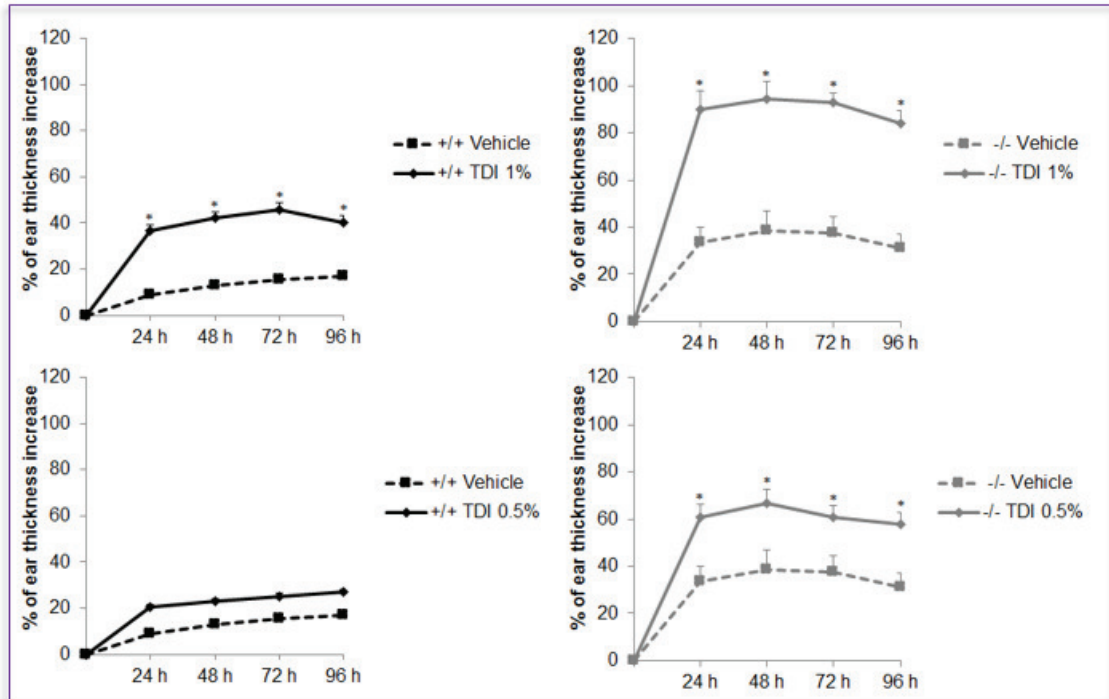 % of ear thickness increase
120
100
80
60
40
20
0
* * * *
24 h 48 h 72 h 96 h
+/+ Vehicle
+/+ TDI 1%
% of ear thickness increase
120
100
80
60
40
20
0
* * * *
24 h 48 h 72 h 96 h
-/- Vehicle
-/- TDI 1%
% of ear thickness increase
120
100
80
60
40
20
0
24 h 48 h 72 h 96 h
+/+ Vehicle
+/+ TDI 0.5%
% of ear thickness increase
120
100
80
60
40
20
0
* * * *
24 h 48 h 72 h 96 h
-/- Vehicle
-/- TDI 0.5%